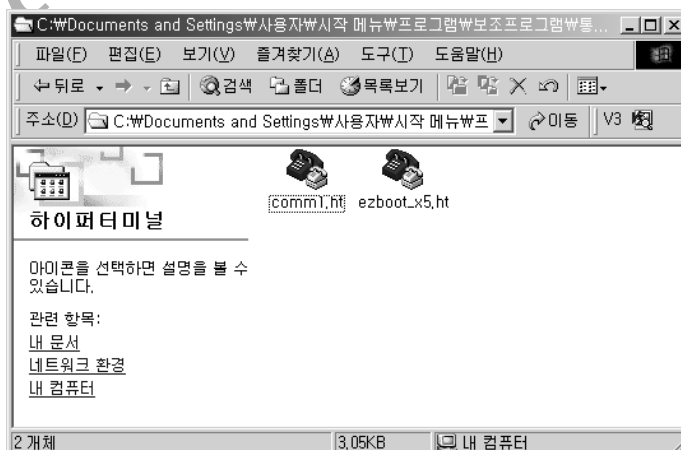 C:₩Documents and Settings₩사용자₩시작 메뉴₩프로그램₩보조프로그램₩통...
파일(F) 편집(E) 보기(V) 즐겨찾기(A) 도구(T) 도움말(H)
뒤로 검색 폴더 목록보기
주소(D) C:₩Documents and Settings₩사용자₩시작 메뉴₩프 이동 V3
comm1.ht ezboot_x5.ht
하이퍼터미널
아이콘을 선택하면 설명을 볼 수
있습니다.
관련 항목:
내 문서
네트워크 환경
내 컴퓨터
2 개체 3,05KB 내 컴퓨터